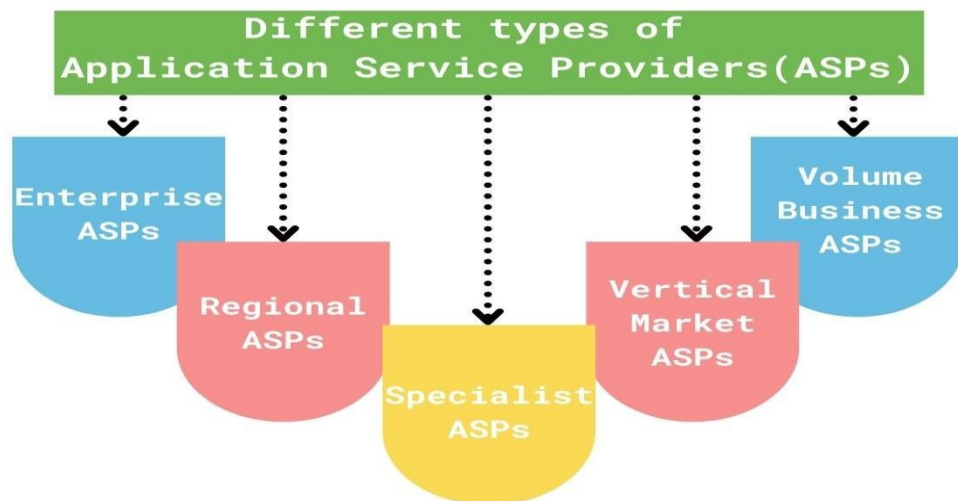 Different types of
Application Service Providers(ASPs)
Enterprise
ASPs
Regional
ASPs
Specialist
ASPs
Vertical
Market
ASPs
Volume
Business
ASPs